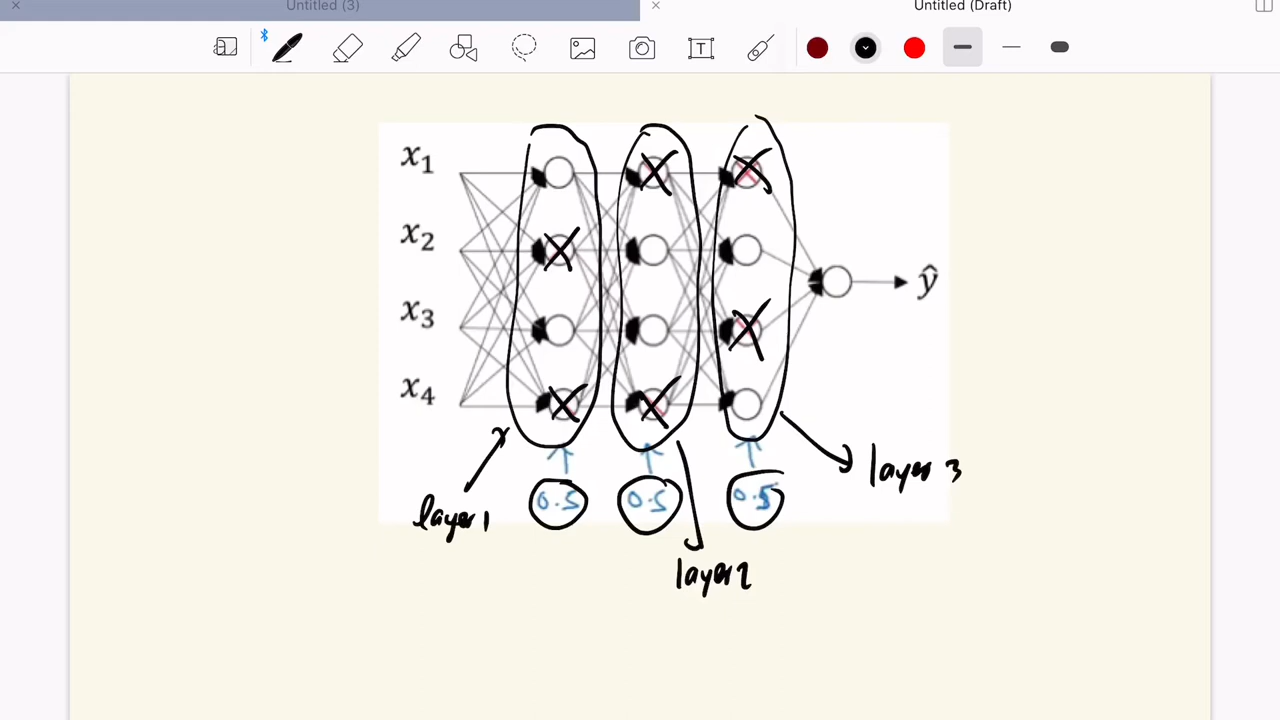 Untitled (3)
Untitled (Draft)
T
x1
x2
x3
x4
ŷ
0.5
0.5
0.5
layer 1
layer 2
layer 3